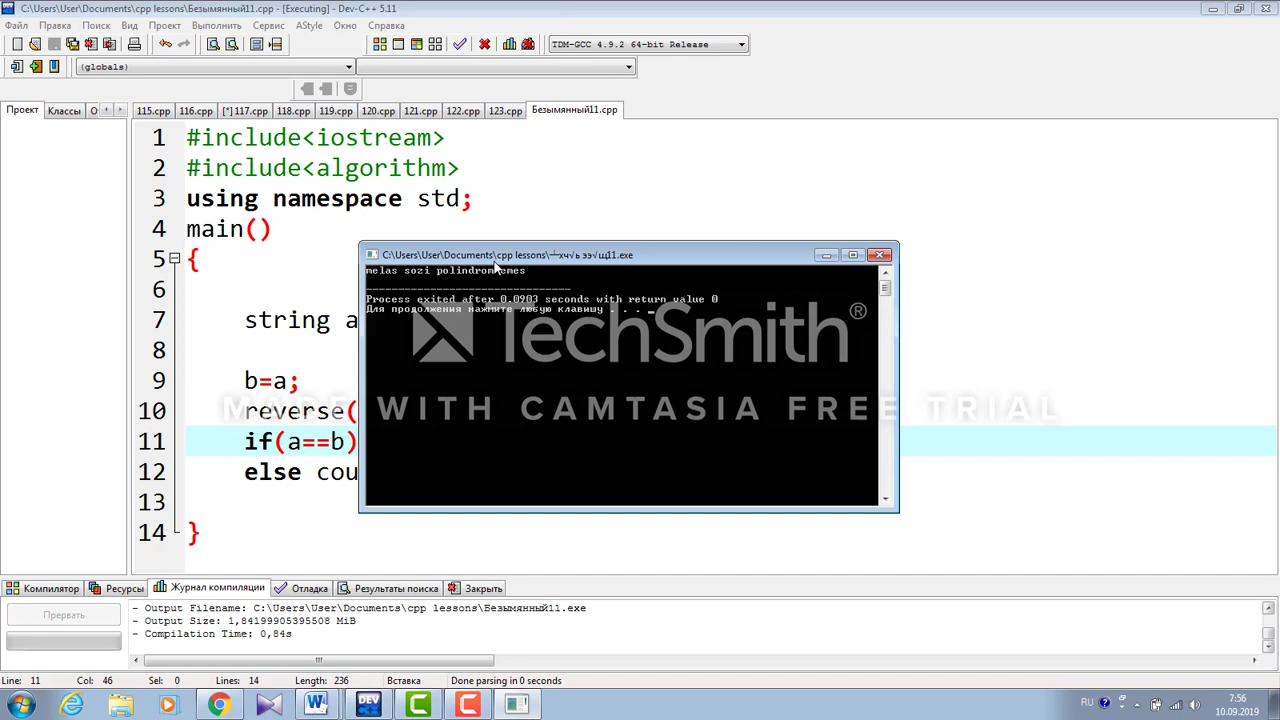 C:\Users\User\Documents\cpp lessons\Безымянный11.cpp - [Executing] - Dev-C++ 5.11
Файл Правка Поиск Вид Проект Выполнить Сервис AStyle Окно Справка
TDM-GCC 4.9.2 64-bit Release
(globals)
Проект Классы О 115.cpp 116.cpp [*] 117.cpp 118.cpp 119.cpp 120.cpp 121.cpp 122.cpp 123.cpp Безымянный11.cpp
1 #include<iostream>
2 #include<algorithm>
3 using namespace std;
4 main()
5 {
6
7 string a
8
9 b=a;
10 reverse(
11 if(a==b)
12 else cou
13
14 }
C:\Users\User\Documents\cpp lessons\
melas sozi polindrom emes
--------------------------------
Process exited after 0.0903 seconds with return value 0
Для продолжения нажмите любую клавишу . . . _
TechSmith®
MADE WITH CAMTASIA FREE TRIAL
Компилятор Ресурсы Журнал компиляции Отладка Результаты поиска Закрыть
Прервать
- Output Filename: C:\Users\User\Documents\cpp lessons\Безымянный11.exe
- Output Size: 1,84199905395508 MiB
- Compilation Time: 0,84s
Line: 11 Col: 46 Sel: 0 Lines: 14 Length: 236 Вставка Done parsing in 0 seconds
DEV
RU
7:56
10.09.2019